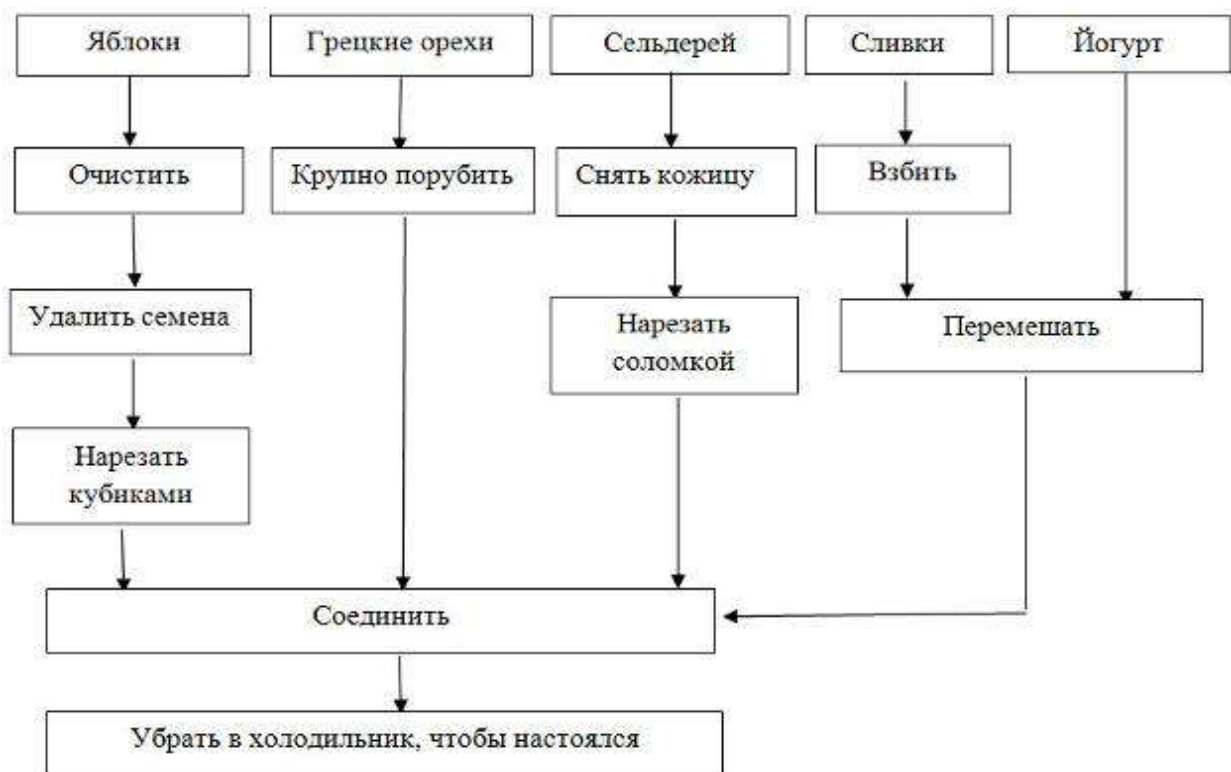 Яблоки
Грецкие орехи
Сельдерей
Сливки
Йогурт
Очистить
Крупно порубить
Снять кожицу
Взбить
Удалить семена
Нарезать
соломкой
Перемешать
Нарезать
кубиками
Соединить
Убрать в холодильник, чтобы настоялся